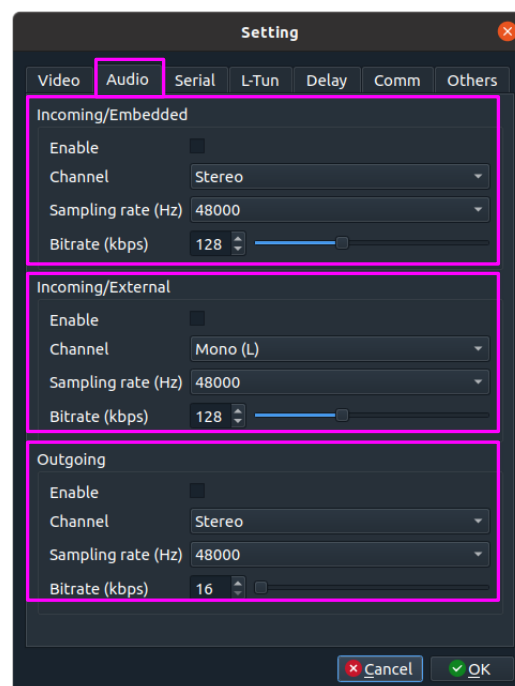 Setting
Video Audio Serial L-Tun Delay Comm Others
Incoming/Embedded
Enable
Channel Stereo
Sampling rate (Hz) 48000
Bitrate (kbps) 128
Incoming/External
Enable
Channel Mono (L)
Sampling rate (Hz) 48000
Bitrate (kbps) 128
Outgoing
Enable
Channel Stereo
Sampling rate (Hz) 48000
Bitrate (kbps) 16
Cancel OK